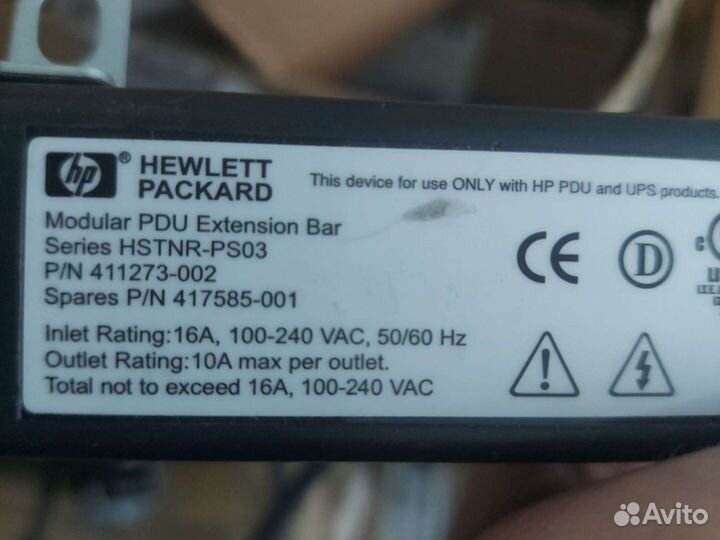 hp ® HEWLETT PACKARD
This device for use ONLY with HP PDU and UPS products.
Modular PDU Extension Bar
Series HSTNR-PS03
P/N 411273-002
Spares P/N 417585-001
CE D
Inlet Rating:16A, 100-240 VAC, 50/60 Hz
Outlet Rating:10A max per outlet.
Total not to exceed 16A, 100-240 VAC
Avito